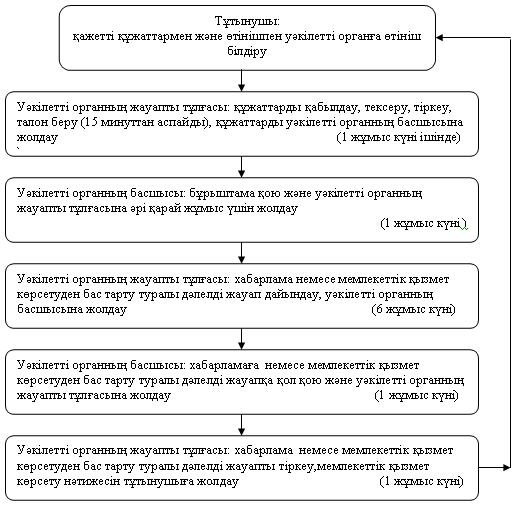 Тұтынушы:
қажетті құжаттармен және өтінішпен уәкілетті органға өтініш
білдіру
Уәкілетті органның жауапты тұлғасы: құжаттарды қабылдау, тексеру, тіркеу,
талон беру (15 минуттан аспайды), құжаттарды уәкілетті органның басшысына
жолдау (1 жұмыс күні ішінде)
`
Уәкілетті органның басшысы: бұрыштама қою және уәкілетті органның
жауапты тұлғасына әрі қарай жұмыс үшін жолдау
(1 жұмыс күні)
Уәкілетті органның жауапты тұлғасы: хабарлама немесе мемлекеттік қызмет
көрсетуден бас тарту туралы дәлелді жауап дайындау, уәкілетті органның
басшысына жолдау (6 жұмыс күні)
Уәкілетті органның басшысы: хабарламаға немесе мемлекеттік қызмет
көрсетуден бас тарту туралы дәлелді жауапқа қол қою және уәкілетті органның
жауапты тұлғасына жолдау (1 жұмыс күні)
Уәкілетті органның жауапты тұлғасы: хабарлама немесе мемлекеттік қызмет
көрсетуден бас тарту туралы дәлелді жауапты тіркеу,мемлекеттік қызмет
көрсету нәтижесін тұтынушыға жолдау (1 жұмыс күні)